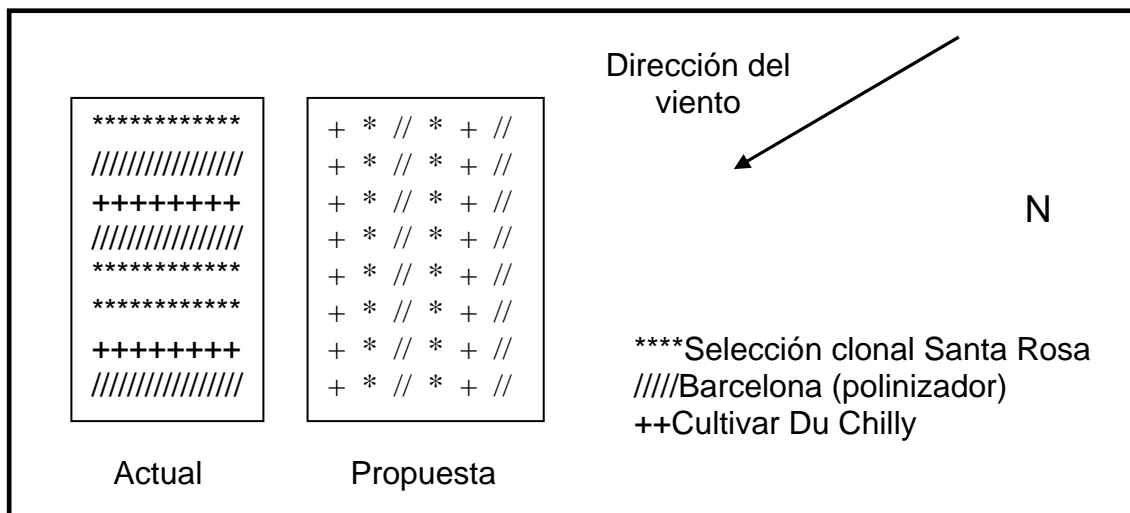 Dirección del
viento
************
/////////////////
++++++++
/////////////////
************
************
++++++++
/////////////////
+ * // * + //
+ * // * + //
+ * // * + //
+ * // * + //
+ * // * + //
+ * // * + //
+ * // * + //
+ * // * + //
N
****Selección clonal Santa Rosa
/////Barcelona (polinizador)
++Cultivar Du Chilly
Actual
Propuesta